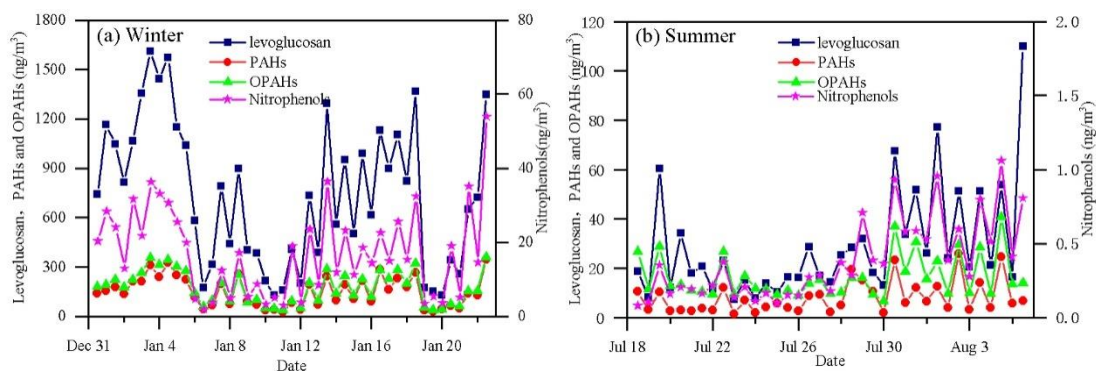 (a) Winter
levoglucosan
PAHs
OPAHs
Nitrophenols
Levoglucosan、PAHs and OPAHs (ng/m³)
1800
1500
1200
900
600
300
0
Nitrophenols(ng/m³)
80
60
40
20
0
Dec 31
Jan 4
Jan 8
Jan 12
Jan 16
Jan 20
Date
(b) Summer
levoglucosan
PAHs
OPAHs
Nitrophenols
Levoglucosan、PAHs and OPAHs (ng/m³)
120
100
80
60
40
20
0
Nitrophenols (ng/m³)
2.0
1.5
1.0
0.5
0.0
Jul 18
Jul 22
Jul 26
Jul 30
Aug 3
Date